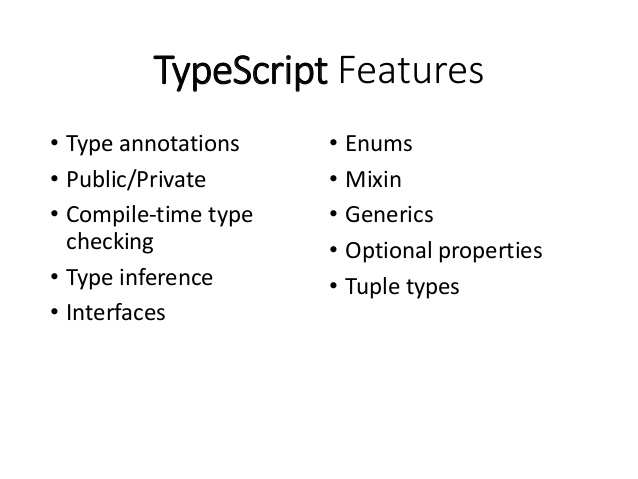 TypeScript Features
• Type annotations
• Public/Private
• Compile-time type
checking
• Type inference
• Interfaces
• Enums
• Mixin
• Generics
• Optional properties
• Tuple types